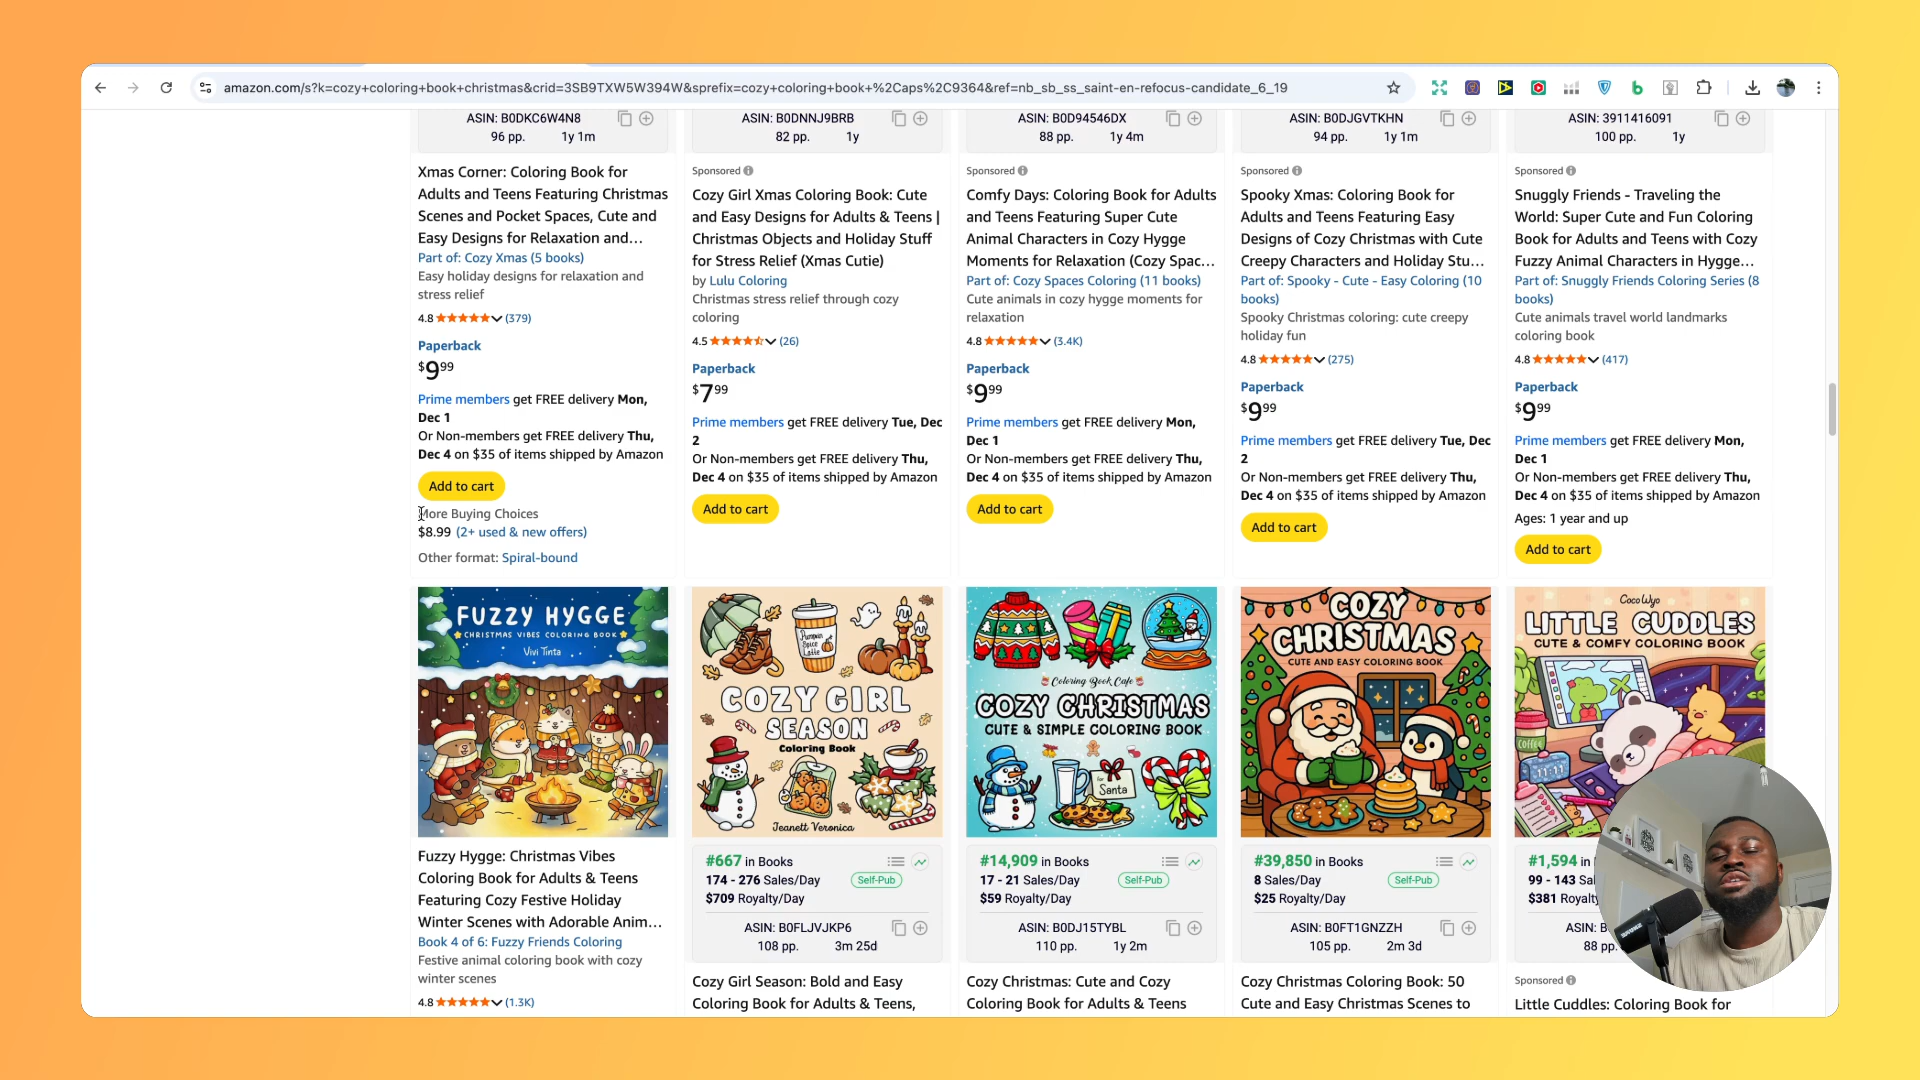 amazon.com/s?k=cozy+coloring+book+christmas&crid=3SB9TXW5W394W&sprefix=cozy+coloring+book+%2Caps%2C9364&ref=nb_sb_ss_saint-en-refocus-candidate_6_19
ASIN: B0DKC6W4N8
96 pp. 1y 1m
Xmas Corner: Coloring Book for
Adults and Teens Featuring Christmas
Scenes and Pocket Spaces, Cute and
Easy Designs for Relaxation and…
Part of: Cozy Xmas (5 books)
Easy holiday designs for relaxation and
stress relief
4.8 (379)
Paperback
$9.99
Prime members get FREE delivery Mon,
Dec 1
Or Non-members get FREE delivery Thu,
Dec 4 on $35 of items shipped by Amazon
Add to cart
More Buying Choices
$8.99 (2+ used & new offers)
Other format: Spiral-bound
ASIN: B0DNNJ9BRB
82 pp. 1y
Sponsored
Cozy Girl Xmas Coloring Book: Cute
and Easy Designs for Adults & Teens |
Christmas Objects and Holiday Stuff
for Stress Relief (Xmas Cutie)
by Lulu Coloring
Christmas stress relief through cozy
coloring
4.5 (26)
Paperback
$7.99
Prime members get FREE delivery Tue, Dec
2
Or Non-members get FREE delivery Thu,
Dec 4 on $35 of items shipped by Amazon
Add to cart
ASIN: B0D94546DX
88 pp. 1y 4m
Sponsored
Comfy Days: Coloring Book for Adults
and Teens Featuring Super Cute
Animal Characters in Cozy Hygge
Moments for Relaxation (Cozy Spac…
Part of: Cozy Spaces Coloring (11 books)
Cute animals in cozy hygge moments for
relaxation
4.8 (3.4K)
Paperback
$9.99
Prime members get FREE delivery Mon,
Dec 1
Or Non-members get FREE delivery Thu,
Dec 4 on $35 of items shipped by Amazon
Add to cart
ASIN: B0DJGVTKHN
94 pp. 1y 1m
Sponsored
Spooky Xmas: Coloring Book for
Adults and Teens Featuring Easy
Designs of Cozy Christmas with Cute
Creepy Characters and Holiday Stu…
Part of: Spooky - Cute - Easy Coloring (10
books)
Spooky Christmas coloring: cute creepy
holiday fun
4.8 (275)
Paperback
$9.99
Prime members get FREE delivery Tue, Dec
2
Or Non-members get FREE delivery Thu,
Dec 4 on $35 of items shipped by Amazon
Add to cart
ASIN: 3911416091
100 pp. 1y
Sponsored
Snuggly Friends - Traveling the
World: Super Cute and Fun Coloring
Book for Adults and Teens with Cozy
Fuzzy Animal Characters in Hygge…
Part of: Snuggly Friends Coloring Series (8
books)
Cute animals travel world landmarks
coloring book
4.8 (417)
Paperback
$9.99
Prime members get FREE delivery Mon,
Dec 1
Or Non-members get FREE delivery Thu,
Dec 4 on $35 of items shipped by Amazon
Ages: 1 year and up
Add to cart
FUZZY HYGGE
CHRISTMAS VIBES COLORING BOOK
Vivi Tinta
Fuzzy Hygge: Christmas Vibes
Coloring Book for Adults & Teens
Featuring Cozy Festive Holiday
Winter Scenes with Adorable Anim…
Book 4 of 6: Fuzzy Friends Coloring
Festive animal coloring book with cozy
winter scenes
4.8 (1.3K)
Pumpkin
Spice
Latte
COZY GIRL
SEASON
Coloring Book
Jeanett Veronica
#667 in Books
174 - 276 Sales/Day Self-Pub
$709 Royalty/Day
ASIN: B0FLJVJKP6
108 pp. 3m 25d
Cozy Girl Season: Bold and Easy
Coloring Book for Adults & Teens,
Coloring Book Cafe
COZY CHRISTMAS
CUTE & SIMPLE COLORING BOOK
for
Santa
#14,909 in Books
17 - 21 Sales/Day Self-Pub
$59 Royalty/Day
ASIN: B0DJ15TYBL
110 pp. 1y 2m
Cozy Christmas: Cute and Cozy
Coloring Book for Adults & Teens
COZY
CHRISTMAS
CUTE AND EASY COLORING BOOK
#39,850 in Books
8 Sales/Day Self-Pub
$25 Royalty/Day
ASIN: B0FT1GNZZH
105 pp. 2m 3d
Cozy Christmas Coloring Book: 50
Cute and Easy Christmas Scenes to
Coco Wyo
LITTLE CUDDLES
CUTE & COMFY COLORING BOOK
COFFEE
11:11
#1,594 in
99 - 143 Sal
$381 Royalt
ASIN: B
88 pp.
Sponsored
Little Cuddles: Coloring Book for